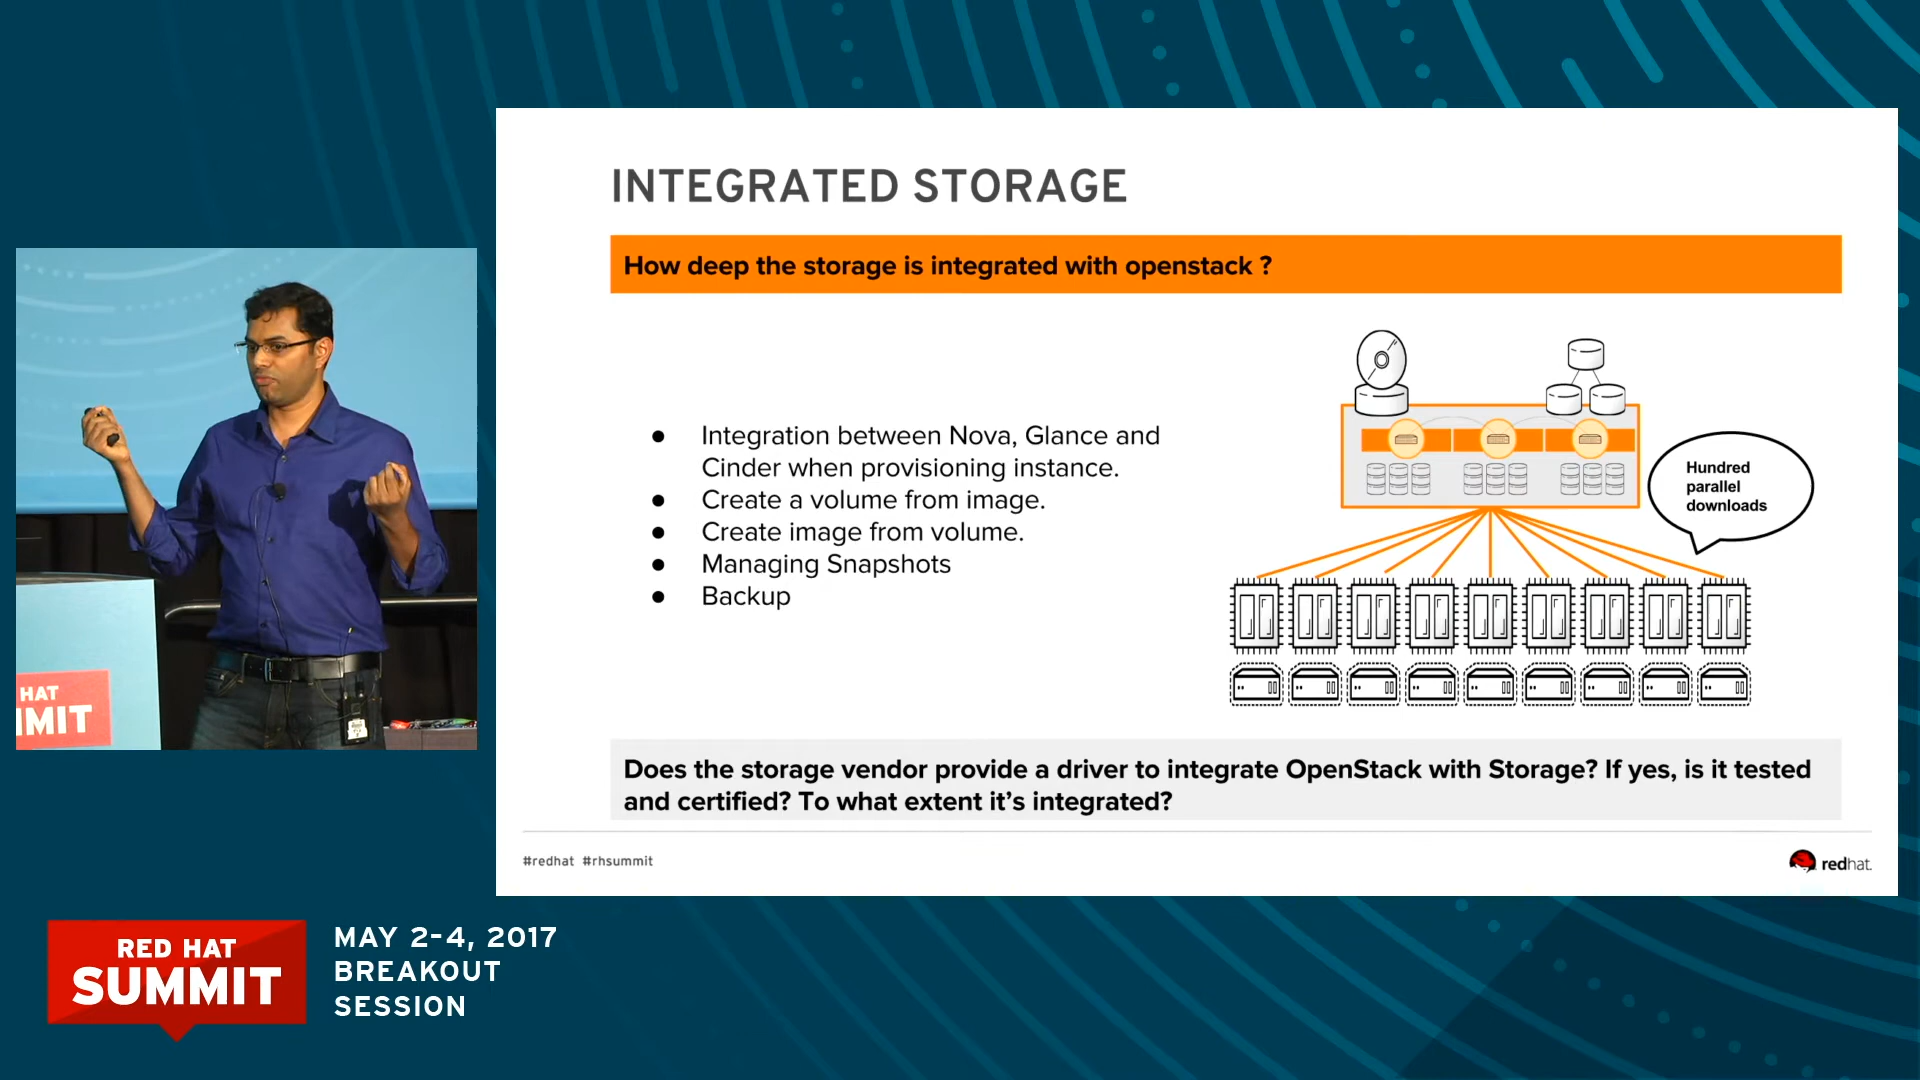 INTEGRATED STORAGE
How deep the storage is integrated with openstack ?
● Integration between Nova, Glance and
Cinder when provisioning instance.
● Create a volume from image.
● Create image from volume.
● Managing Snapshots
● Backup
Hundred
parallel
downloads
Does the storage vendor provide a driver to integrate OpenStack with Storage? If yes, is it tested
and certified? To what extent it’s integrated?
#redhat #rhsummit
redhat.
HAT
MIT
RED HAT
SUMMIT
MAY 2-4, 2017
BREAKOUT
SESSION